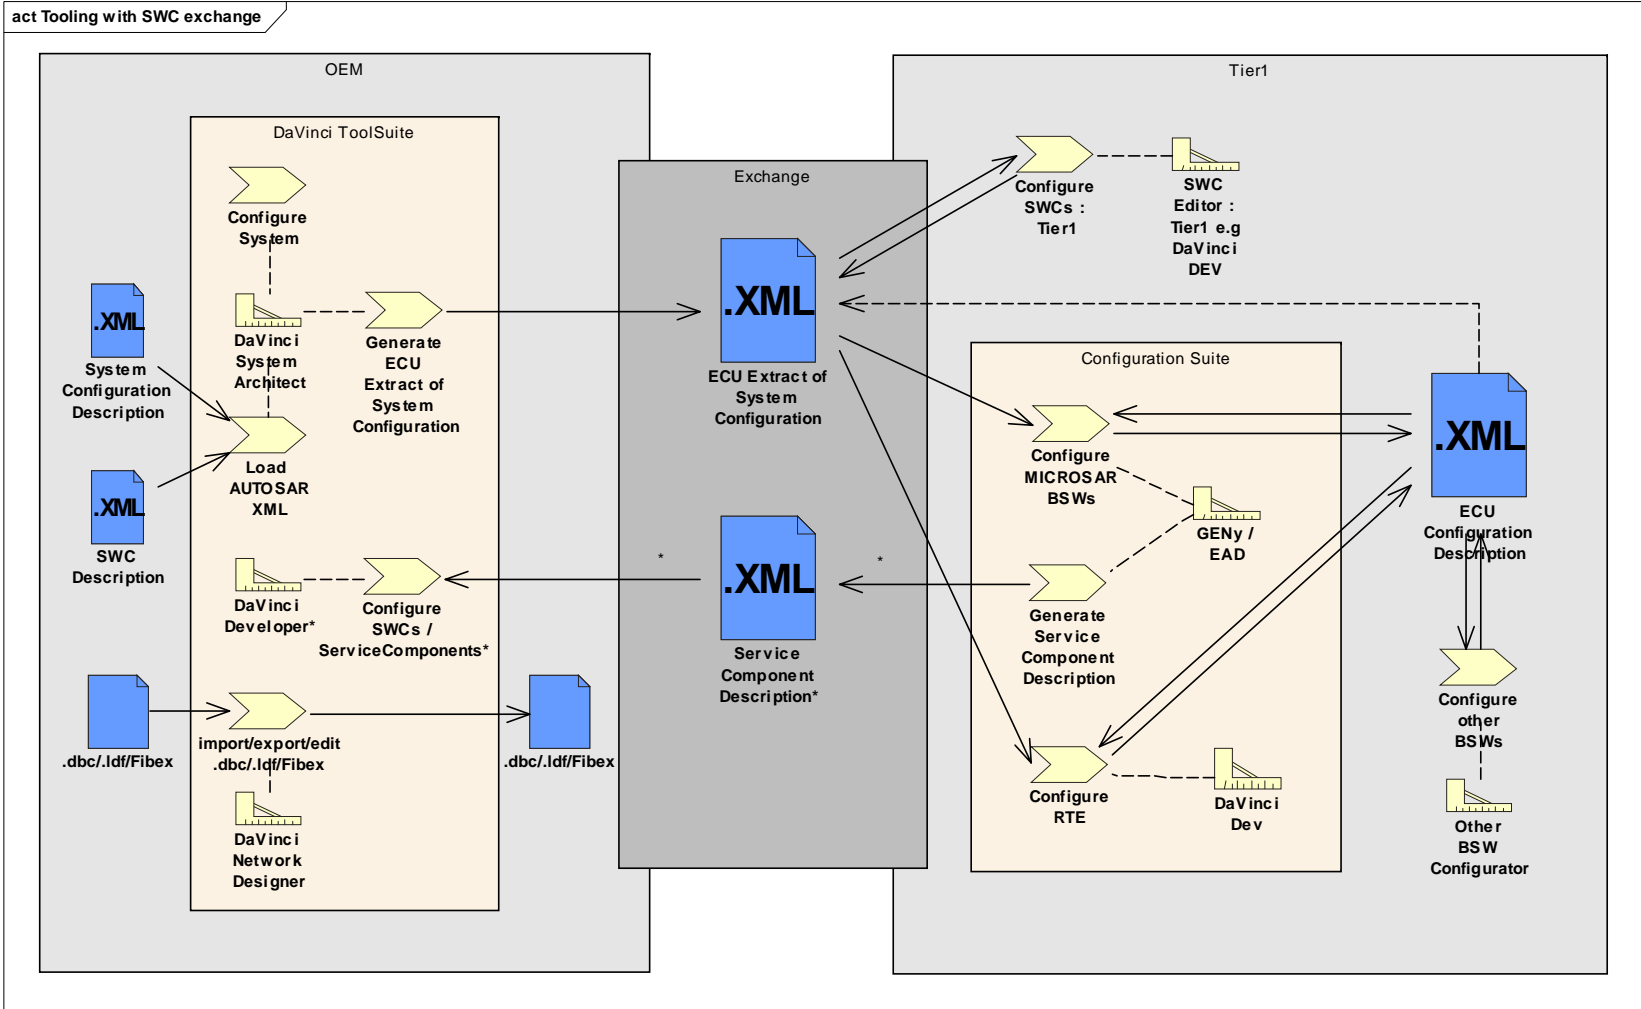 act Tooling with SWC exchange
OEM
DaVinci ToolSuite
Configure
System
.XML
System
Configuration
Description
DaVinci
System
Architect
Generate
ECU
Extract of
System
Configuration
Load
AUTOSAR
XML
.XML
SWC
Description
DaVinci
Developer*
Configure
SWCs /
ServiceComponents*
.dbc/.ldf/Fibex
import/export/edit
.dbc/.ldf/Fibex
.dbc/.ldf/Fibex
DaVinci
Network
Designer
Exchange
.XML
ECU Extract of
System
Configuration
*
*
.XML
Service
Component
Description*
Tier1
Configure
SWCs :
Tier1
SWC
Editor :
Tier1 e.g
DaVinci
DEV
Configuration Suite
Configure
MICROSAR
BSWs
GENy /
EAD
Generate
Service
Component
Description
Configure
RTE
DaVinci
Dev
.XML
ECU
Configuration
Description
Configure
other
BSWs
Other
BSW
Configurator